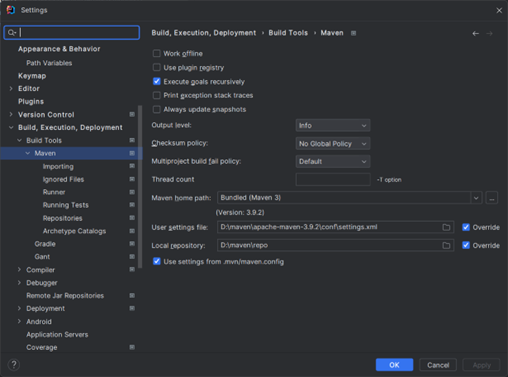 Settings
Appearance & Behavior
Path Variables
Keymap
Editor
Plugins
Version Control
Build, Execution, Deployment
Build Tools
Maven
Importing
Ignored Files
Runner
Running Tests
Repositories
Archetype Catalogs
Gradle
Gant
Compiler
Debugger
Remote Jar Repositories
Deployment
Android
Application Servers
Coverage
Build, Execution, Deployment › Build Tools › Maven
Work offline
Use plugin registry
Execute goals recursively
Print exception stack traces
Always update snapshots
Output level: Info
Checksum policy: No Global Policy
Multiproject build fail policy: Default
Thread count -T option
Maven home path: Bundled (Maven 3) ...
(Version: 3.9.2)
User settings file: D:\maven\apache-maven-3.9.2\conf\settings.xml Override
Local repository: D:\maven\repo Override
Use settings from .mvn/maven.config
? OK Cancel Apply